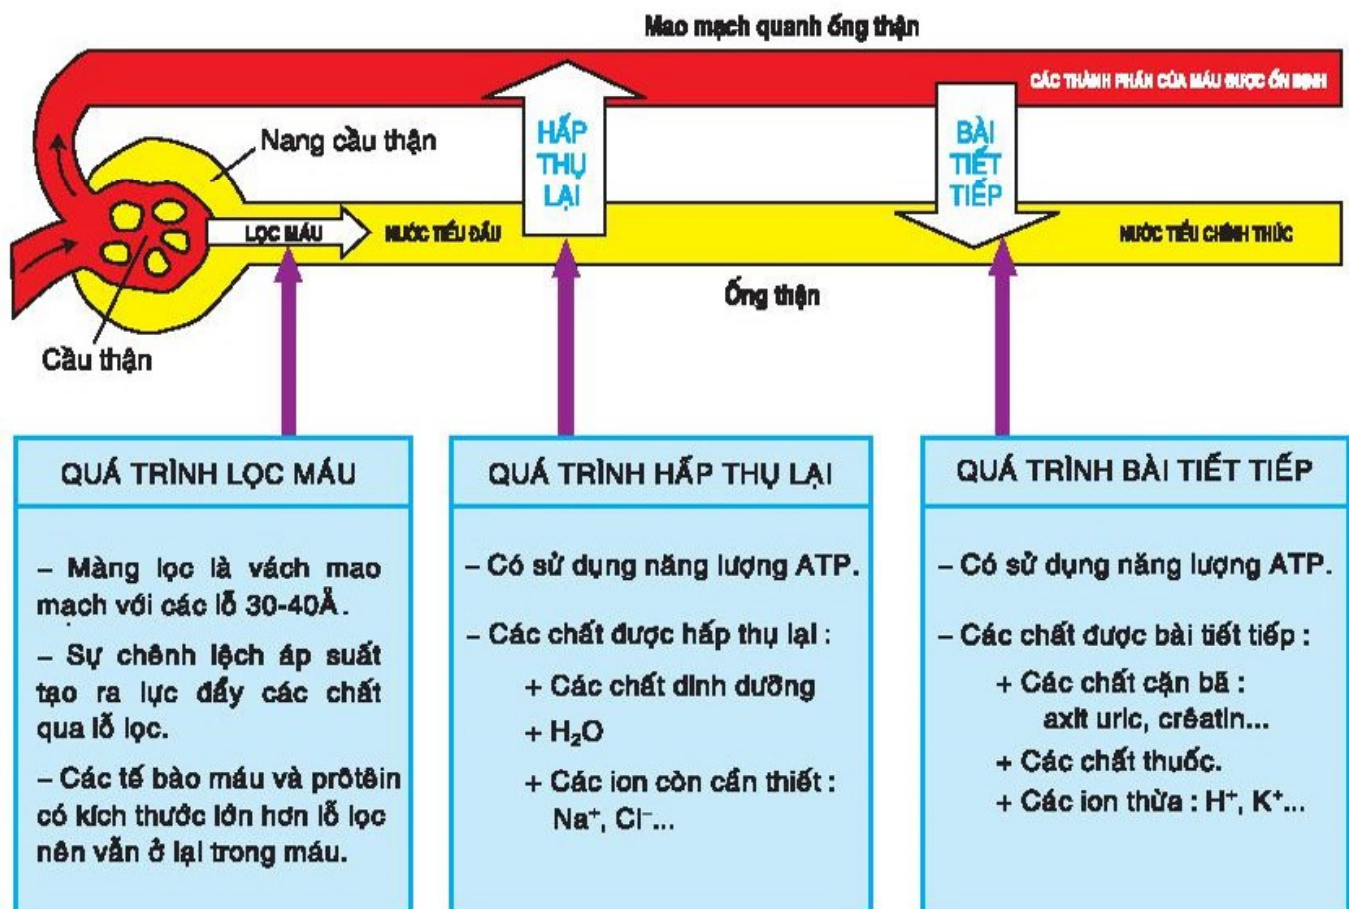 Mao mạch quanh ống thận
CÁC THÀNH PHẦN CỦA MÁU ĐƯỢC ỔN ĐỊNH
Nang cầu thận
HẤP
THỤ
LẠI
BÀI
TIẾT
TIẾP
LỌC MÁU
NƯỚC TIỂU ĐẦU
NƯỚC TIỂU CHÍNH THỨC
Ống thận
Cầu thận
QUÁ TRÌNH LỌC MÁU
– Màng lọc là vách mao
mạch với các lỗ 30-40Å.
– Sự chênh lệch áp suất
tạo ra lực đẩy các chất
qua lỗ lọc.
– Các tế bào máu và prôtêin
có kích thước lớn hơn lỗ lọc
nên vẫn ở lại trong máu.
QUÁ TRÌNH HẤP THỤ LẠI
– Có sử dụng năng lượng ATP.
– Các chất được hấp thụ lại :
+ Các chất dinh dưỡng
+ H₂O
+ Các ion còn cần thiết :
Na⁺, Cl⁻...
QUÁ TRÌNH BÀI TIẾT TIẾP
– Có sử dụng năng lượng ATP.
– Các chất được bài tiết tiếp :
+ Các chất cặn bã :
axit uric, crêatin...
+ Các chất thuốc.
+ Các ion thừa : H⁺, K⁺...